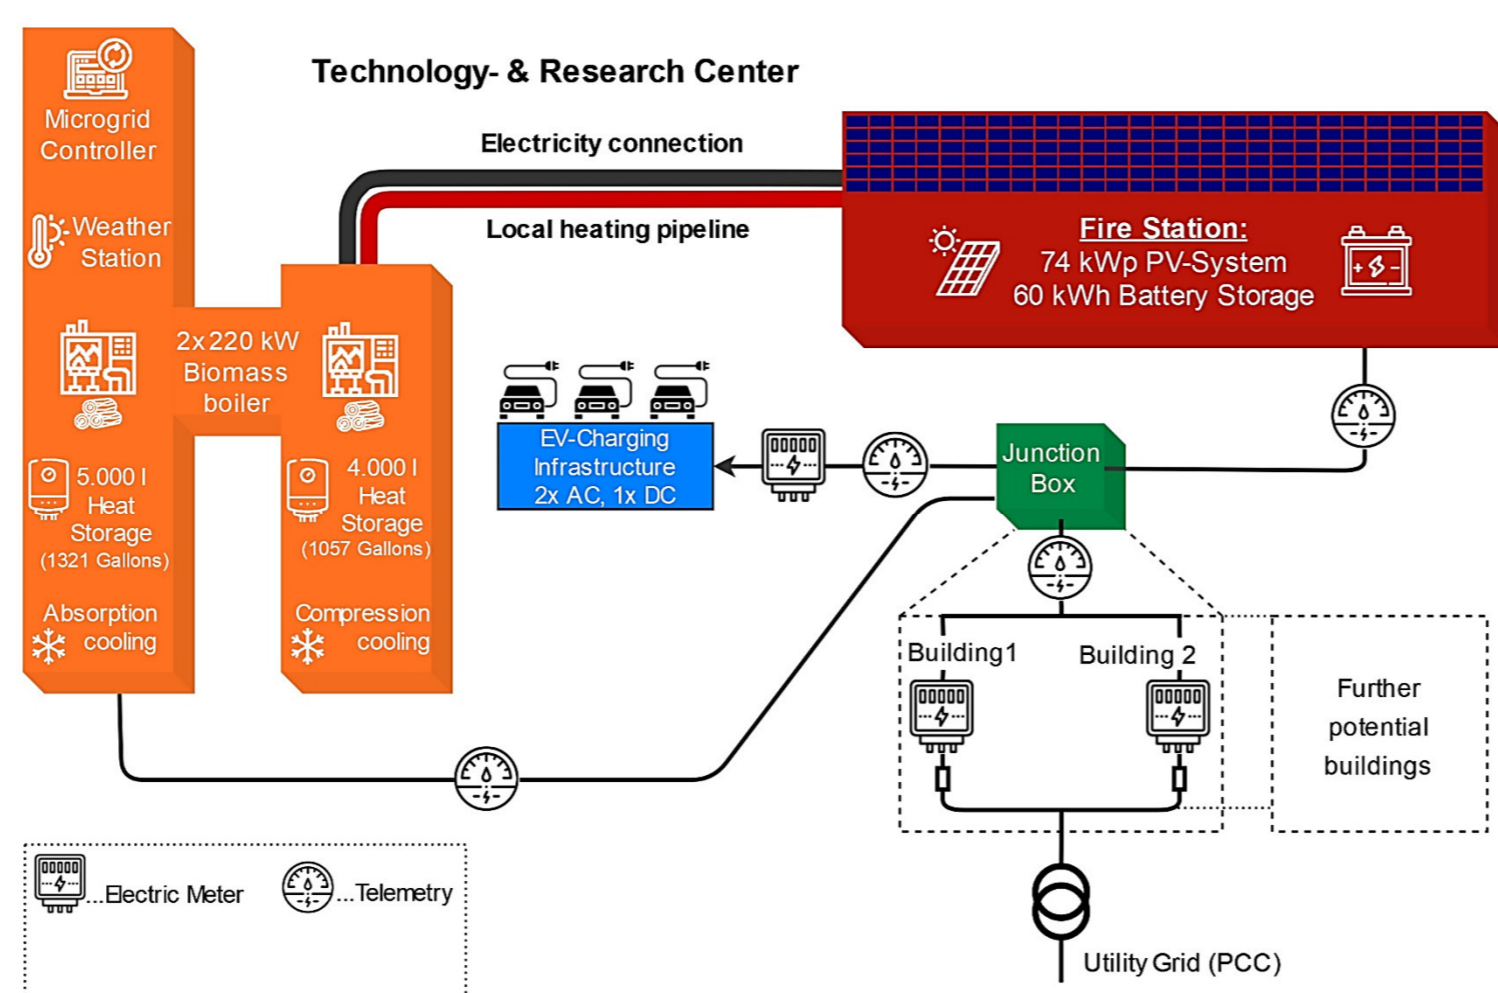 Technology- & Research Center
Microgrid
Controller
Weather
Station
2x 220 kW
Biomass
boiler
5.000 l
Heat
Storage
(1321 Gallons)
Absorption
cooling
4.000 l
Heat
Storage
(1057 Gallons)
Compression
cooling
Electricity connection
Local heating pipeline
Fire Station:
74 kWp PV-System
60 kWh Battery Storage
EV-Charging
Infrastructure
2x AC, 1x DC
Junction
Box
Building1
Building 2
Further
potential
buildings
Utility Grid (PCC)
...Electric Meter
...Telemetry